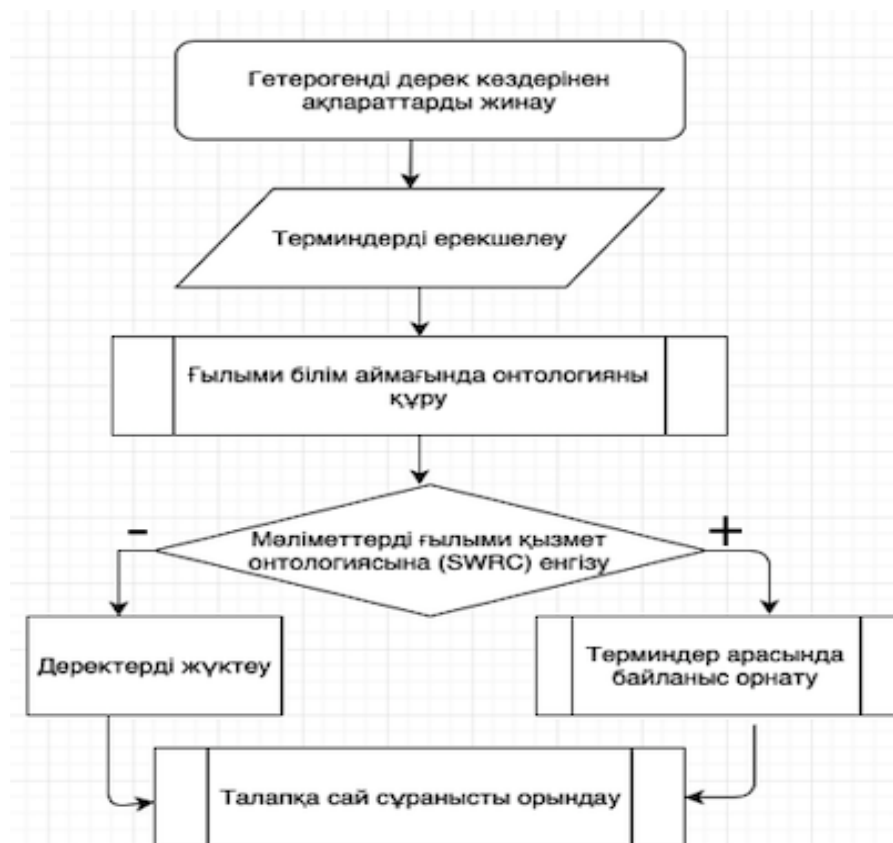 Гетерогенді дерек көздерінен
ақпараттарды жинау
Терминдерді ерекшелеу
Ғылыми білім аймағында онтологияны
құру
-
+
Мәліметтерді ғылыми қызмет
онтологиясына (SWRC) енгізу
Деректерді жүктеу
Терминдер арасында
байланыс орнату
Талапқа сай сұранысты орындау